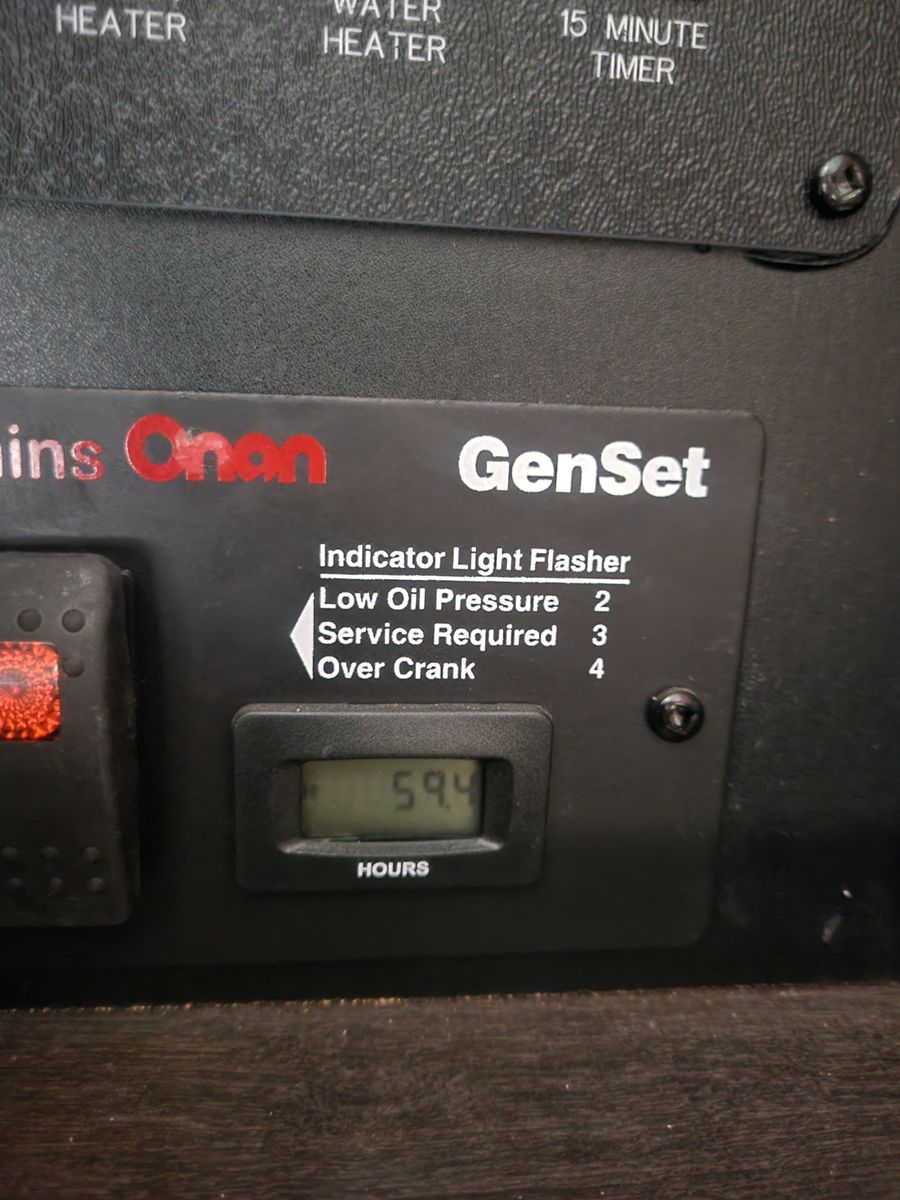 HEATER
WATER
HEATER
15 MINUTE
TIMER
ins Onan
GenSet
Indicator Light Flasher
Low Oil Pressure 2
Service Required 3
Over Crank 4
59.4
HOURS